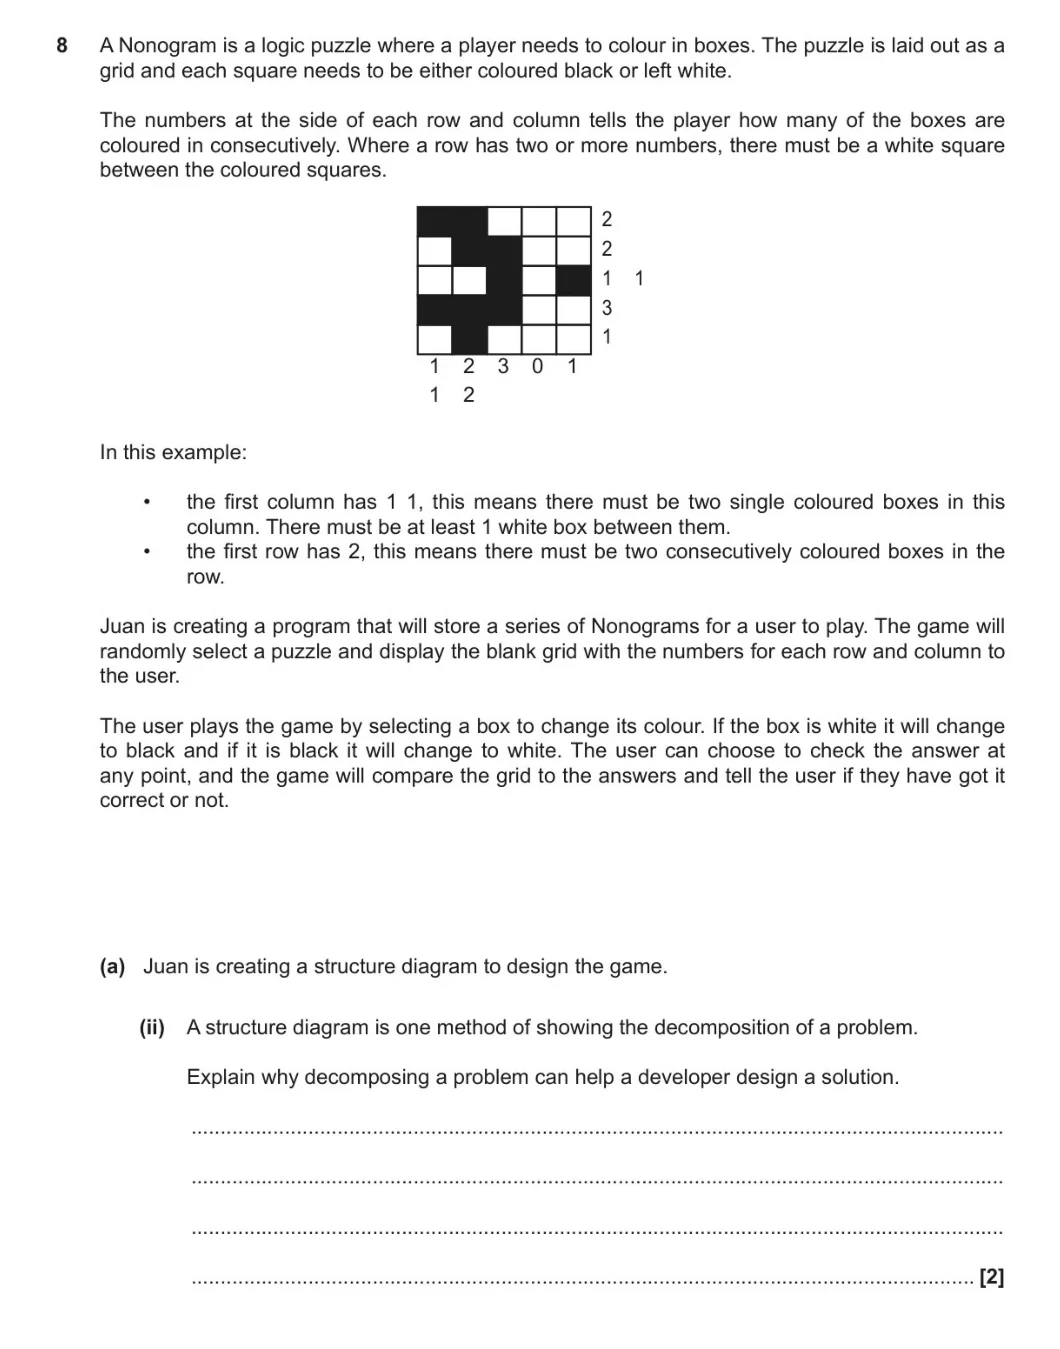 8 A Nonogram is a logic puzzle where a player needs to colour in boxes. The puzzle is laid out as a
grid and each square needs to be either coloured black or left white.
The numbers at the side of each row and column tells the player how many of the boxes are
coloured in consecutively. Where a row has two or more numbers, there must be a white square
between the coloured squares.
2
2
1 1
3
1
1 2 3 0 1
1 2
In this example:
• the first column has 1 1, this means there must be two single coloured boxes in this
column. There must be at least 1 white box between them.
• the first row has 2, this means there must be two consecutively coloured boxes in the
row.
Juan is creating a program that will store a series of Nonograms for a user to play. The game will
randomly select a puzzle and display the blank grid with the numbers for each row and column to
the user.
The user plays the game by selecting a box to change its colour. If the box is white it will change
to black and if it is black it will change to white. The user can choose to check the answer at
any point, and the game will compare the grid to the answers and tell the user if they have got it
correct or not.
(a) Juan is creating a structure diagram to design the game.
(ii) A structure diagram is one method of showing the decomposition of a problem.
Explain why decomposing a problem can help a developer design a solution.
[2]